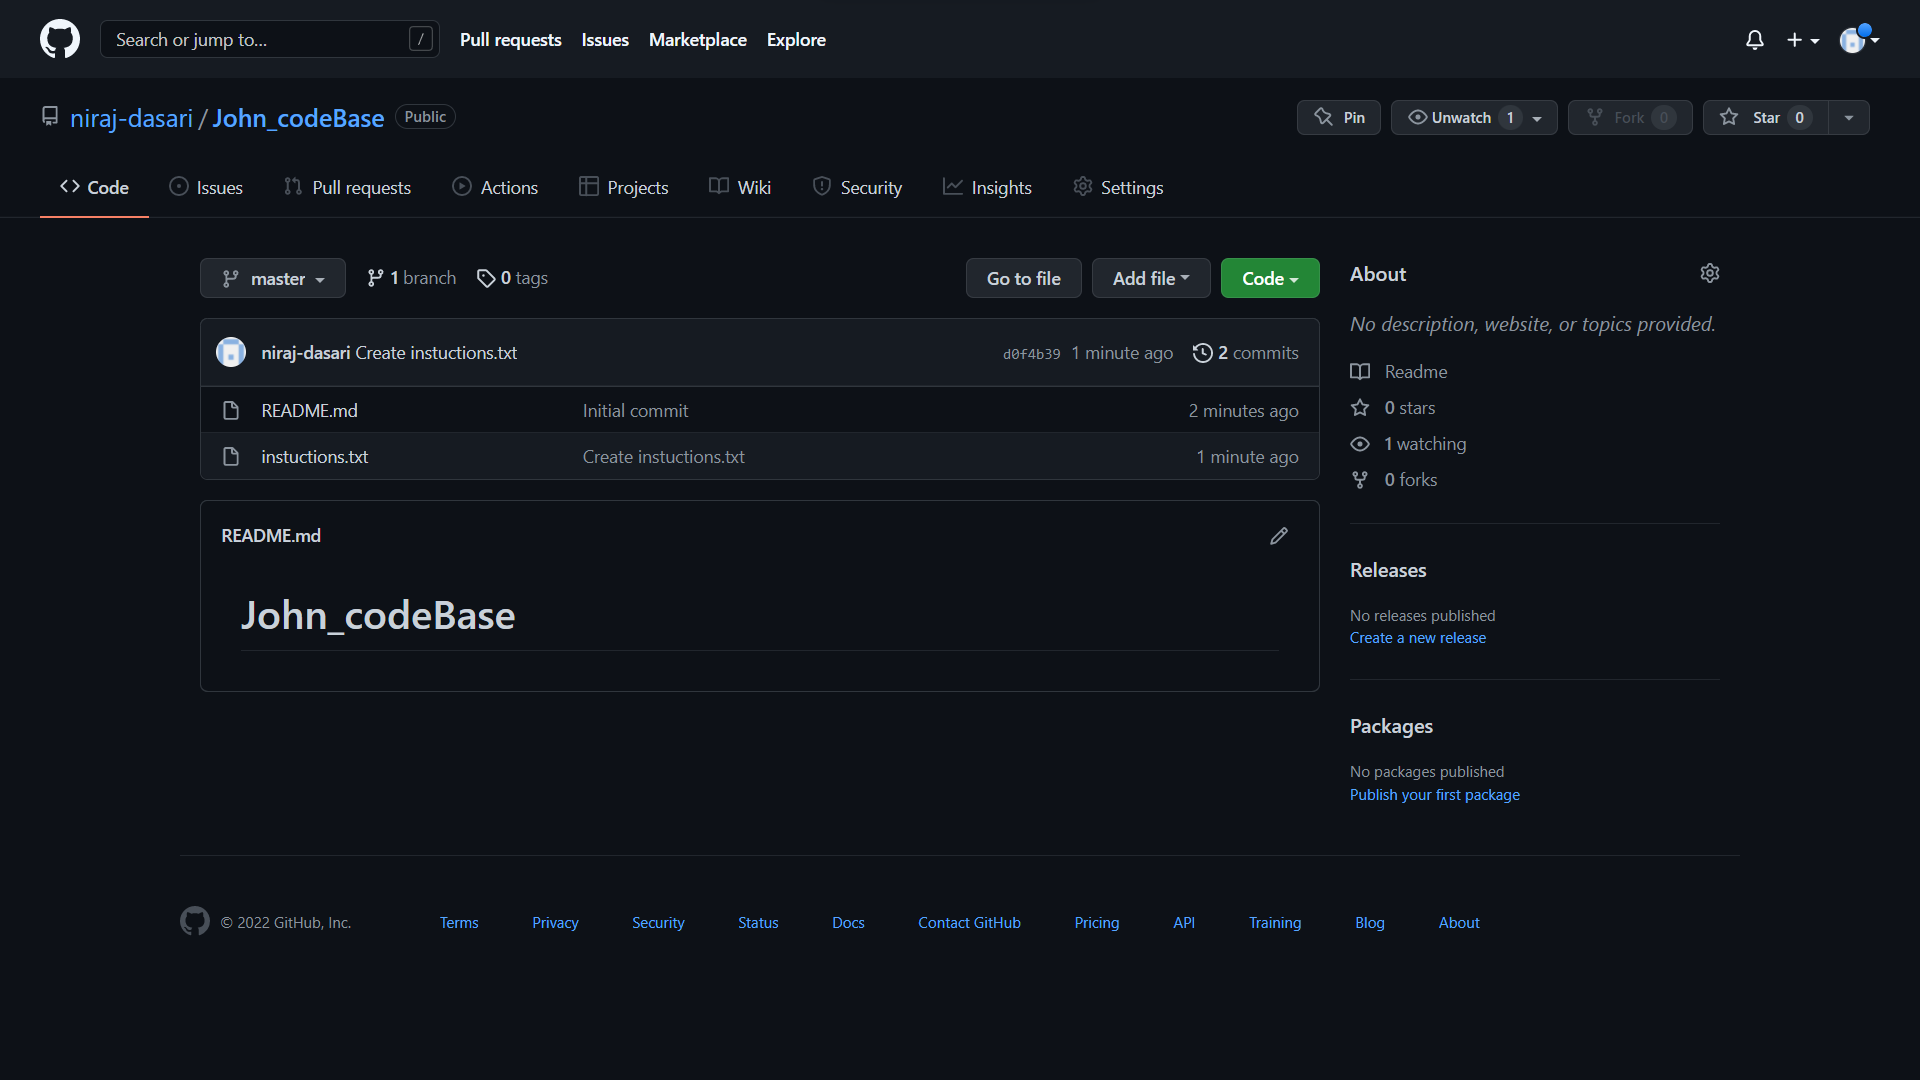 Search or jump to... /
Pull requests Issues Marketplace Explore
niraj-dasari / John_codeBase Public
Pin Unwatch 1 Fork 0 Star 0
Code Issues Pull requests Actions Projects Wiki Security Insights Settings
master 1 branch 0 tags Go to file Add file Code
niraj-dasari Create instuctions.txt d0f4b39 1 minute ago 2 commits
README.md Initial commit 2 minutes ago
instuctions.txt Create instuctions.txt 1 minute ago
README.md
John_codeBase
About
No description, website, or topics provided.
Readme
0 stars
1 watching
0 forks
Releases
No releases published
Create a new release
Packages
No packages published
Publish your first package
© 2022 GitHub, Inc. Terms Privacy Security Status Docs Contact GitHub Pricing API Training Blog About